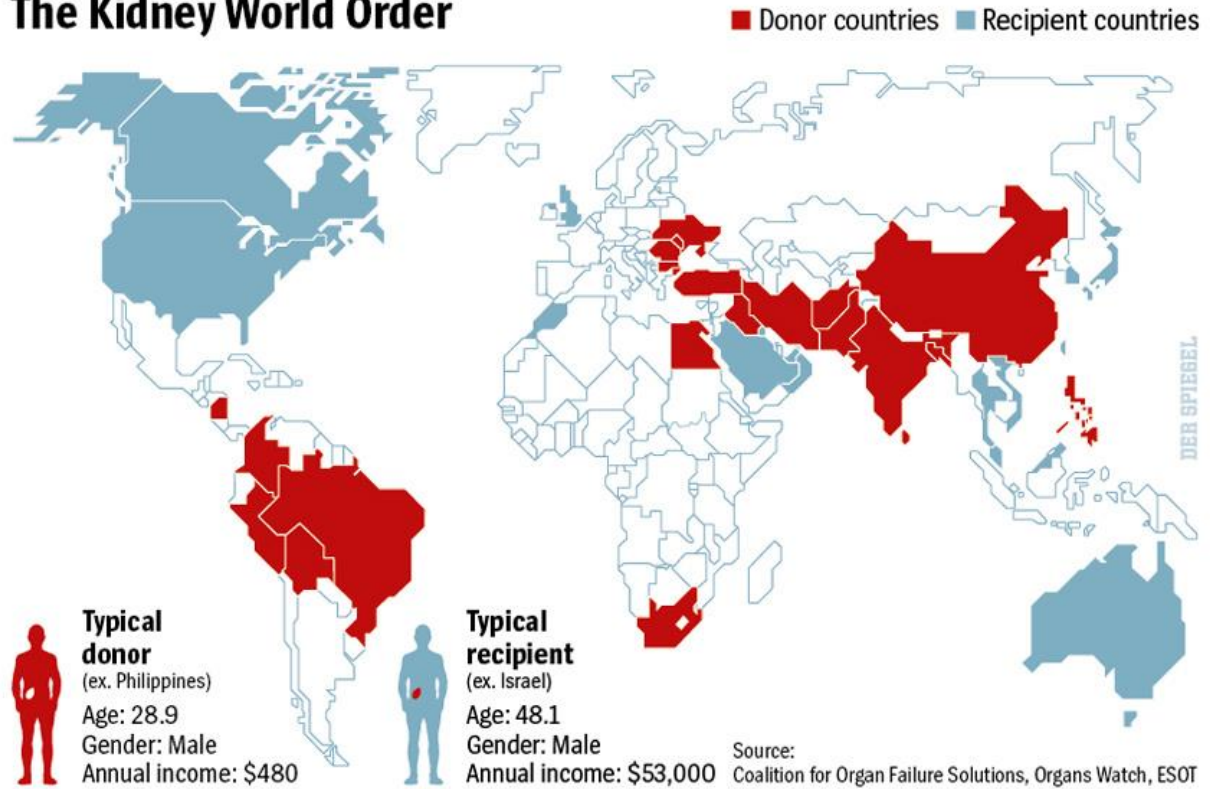 The Kidney World Order
Donor countries
Recipient countries
DER SPIEGEL
Typical
donor
(ex. Philippines)
Age: 28.9
Gender: Male
Annual income: $480
Typical
recipient
(ex. Israel)
Age: 48.1
Gender: Male
Annual income: $53,000
Source:
Coalition for Organ Failure Solutions, Organs Watch, ESOT